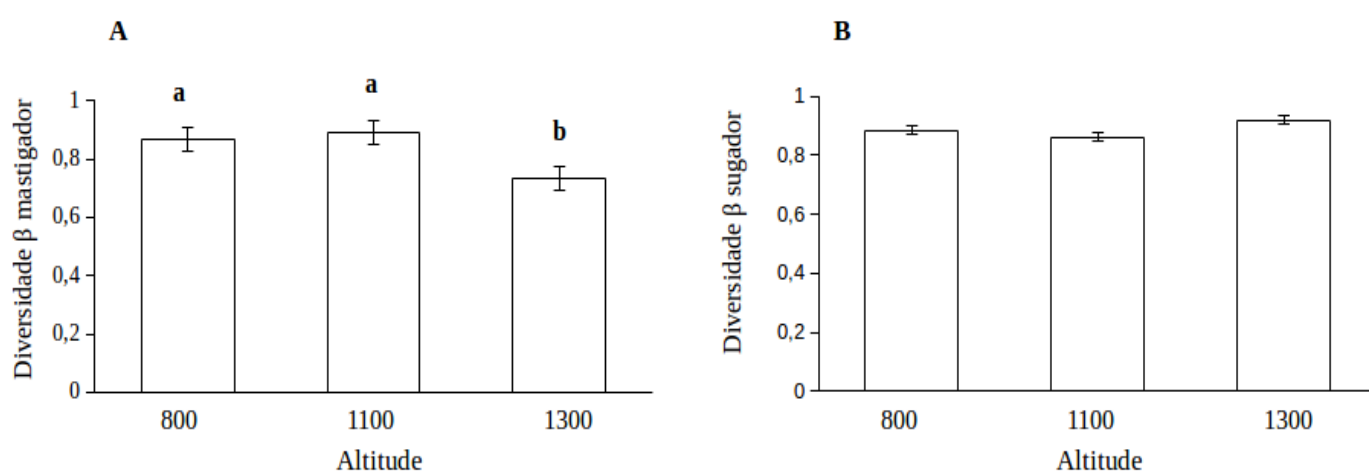 A
a
a
b
Diversidade β mastigador
1
0,8
0,6
0,4
0,2
0
800 1100 1300
Altitude
B
Diversidade β sugador
1
0,8
0,6
0,4
0,2
0
800 1100 1300
Altitude